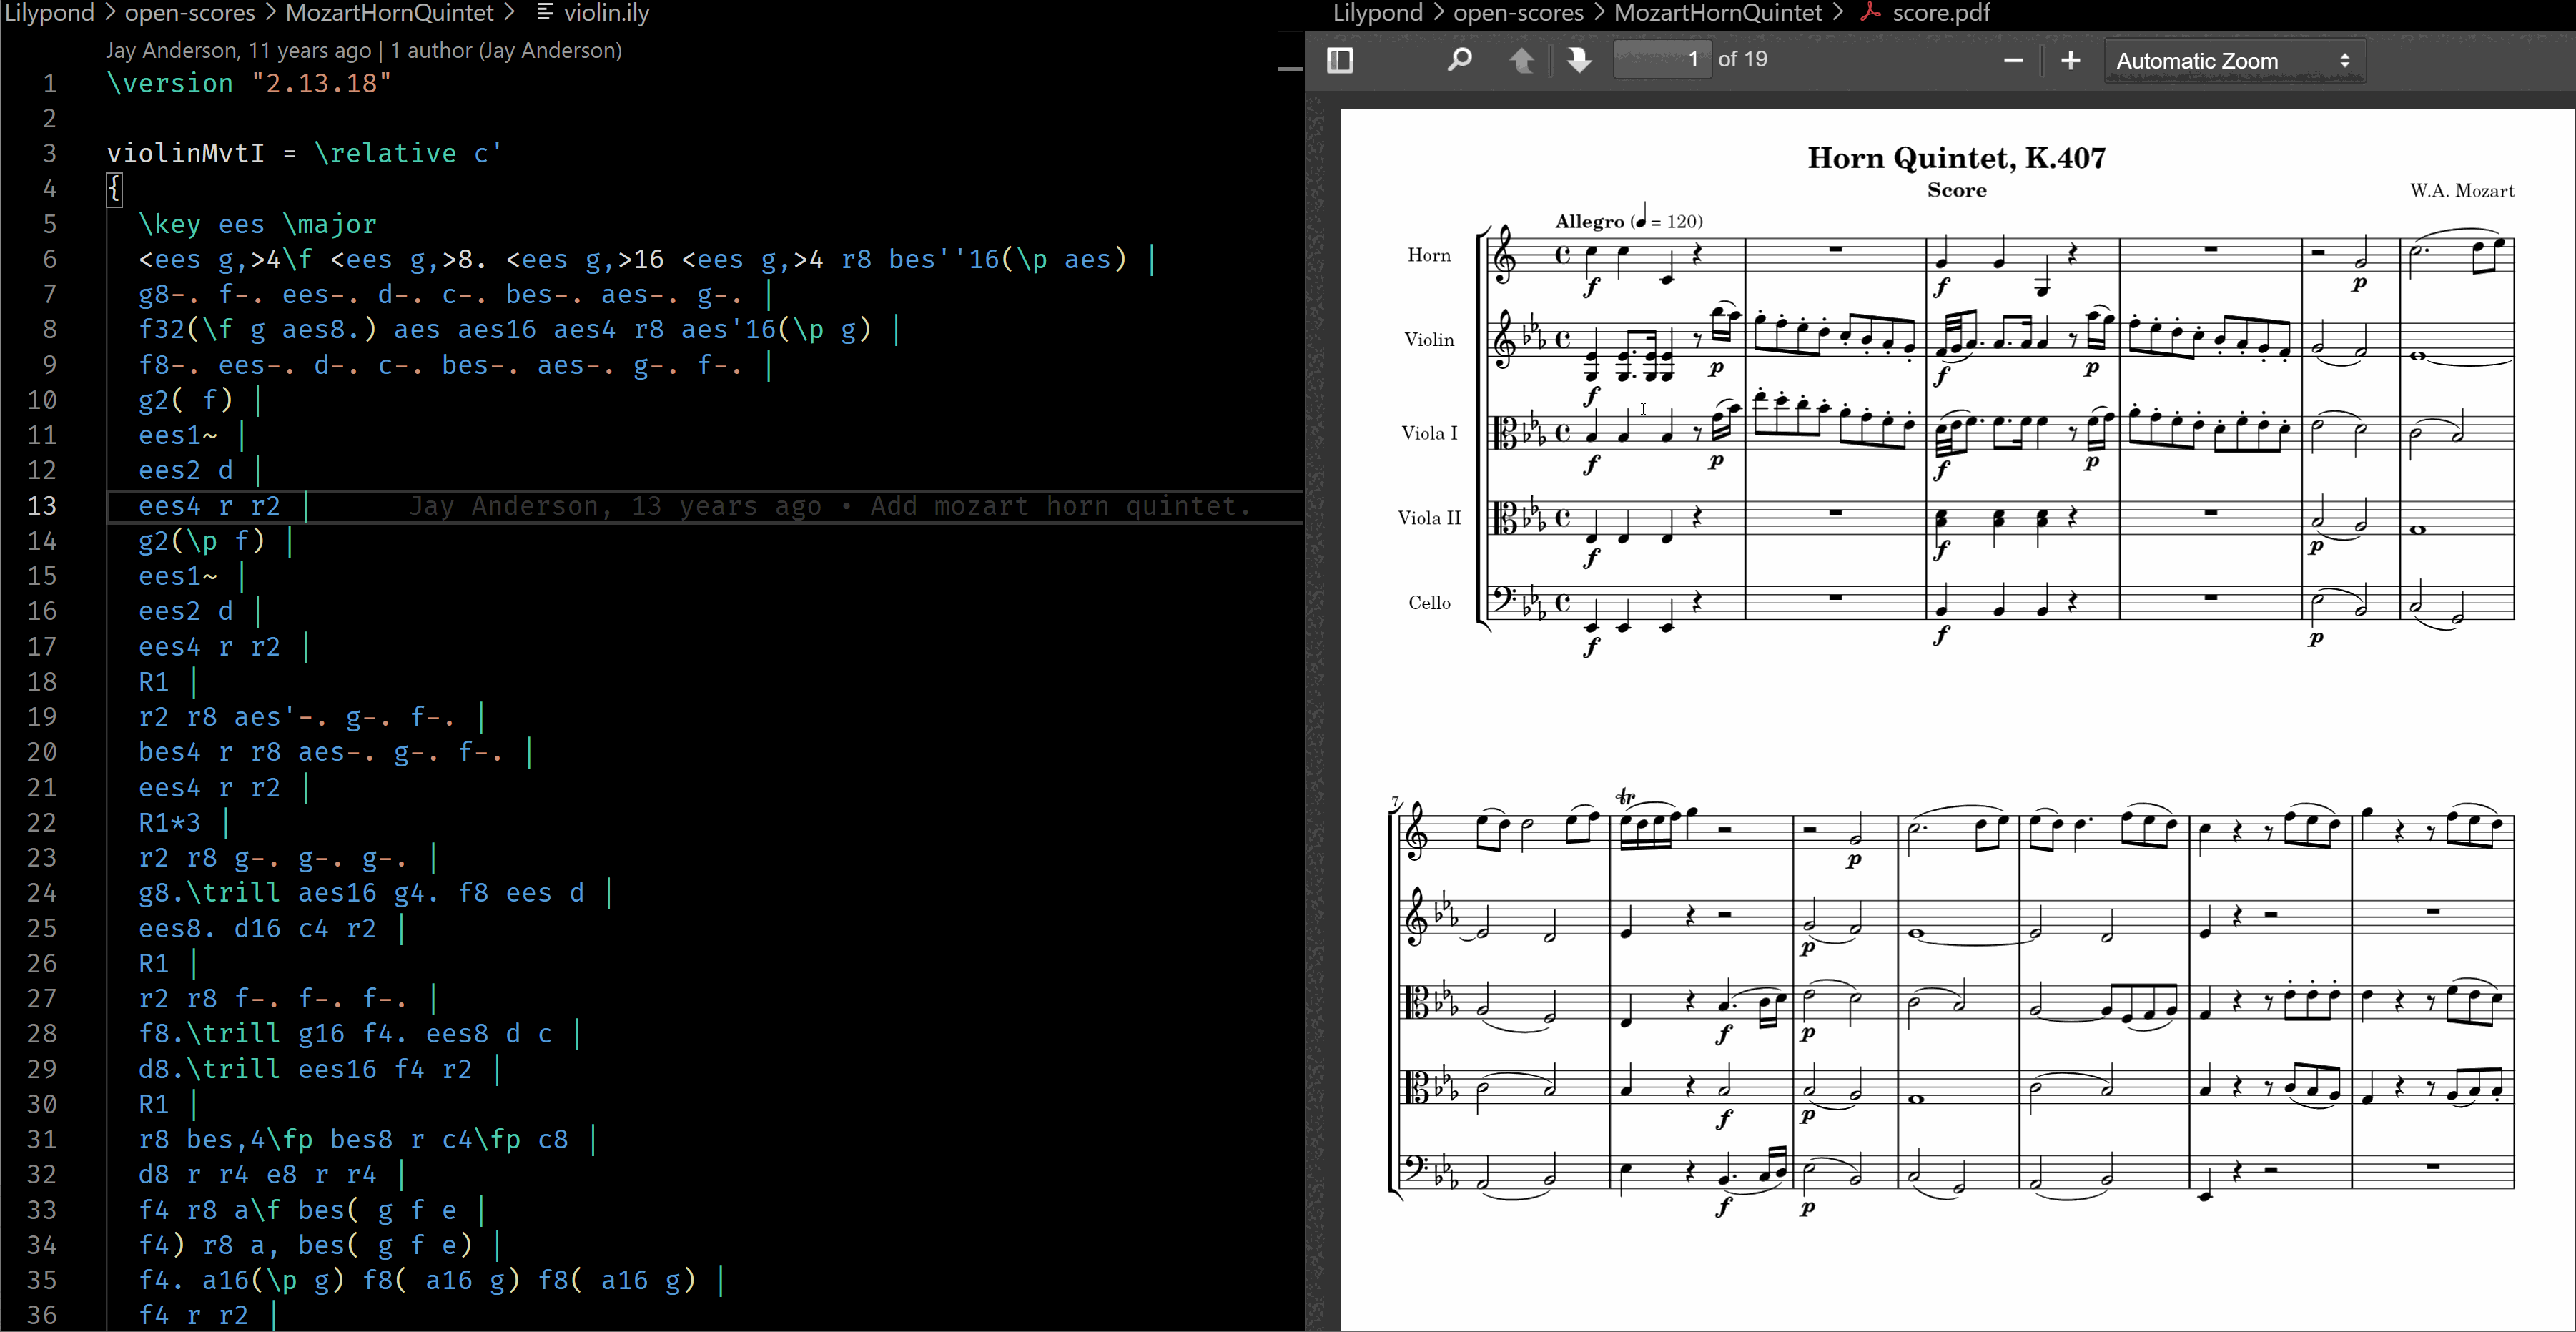 Lilypond > open-scores > MozartHornQuintet > violin.ily
Jay Anderson, 11 years ago | 1 author (Jay Anderson)
1 \version "2.13.18"
2
3 violinMvtI = \relative c'
4 {
5 \key ees \major
6 <ees g,>4\f <ees g,>8. <ees g,>16 <ees g,>4 r8 bes''16(\p aes) |
7 g8-. f-. ees-. d-. c-. bes-. aes-. g-. |
8 f32(\f g aes8.) aes aes16 aes4 r8 aes'16(\p g) |
9 f8-. ees-. d-. c-. bes-. aes-. g-. f-. |
10 g2( f) |
11 ees1~ |
12 ees2 d |
13 ees4 r r2 | Jay Anderson, 13 years ago • Add mozart horn quintet.
14 g2(\p f) |
15 ees1~ |
16 ees2 d |
17 ees4 r r2 |
18 R1 |
19 r2 r8 aes'-. g-. f-. |
20 bes4 r r8 aes-. g-. f-. |
21 ees4 r r2 |
22 R1*3 |
23 r2 r8 g-. g-. g-. |
24 g8.\trill aes16 g4. f8 ees d |
25 ees8. d16 c4 r2 |
26 R1 |
27 r2 r8 f-. f-. f-. |
28 f8.\trill g16 f4. ees8 d c |
29 d8.\trill ees16 f4 r2 |
30 R1 |
31 r8 bes,4\fp bes8 r c4\fp c8 |
32 d8 r r4 e8 r r4 |
33 f4 r8 a\f bes( g f e |
34 f4) r8 a, bes( g f e) |
35 f4. a16(\p g) f8( a16 g) f8( a16 g) |
36 f4 r r2 |
Lilypond > open-scores > MozartHornQuintet > score.pdf
1 of 19
Automatic Zoom
Horn Quintet, K.407
Score
W.A. Mozart
Allegro (♩ = 120)
Horn
f f p
Violin
f p f p
Viola I
f p f p
Viola II
f f p
Cello
f f p
7
tr
p
p
f p
f p
f p